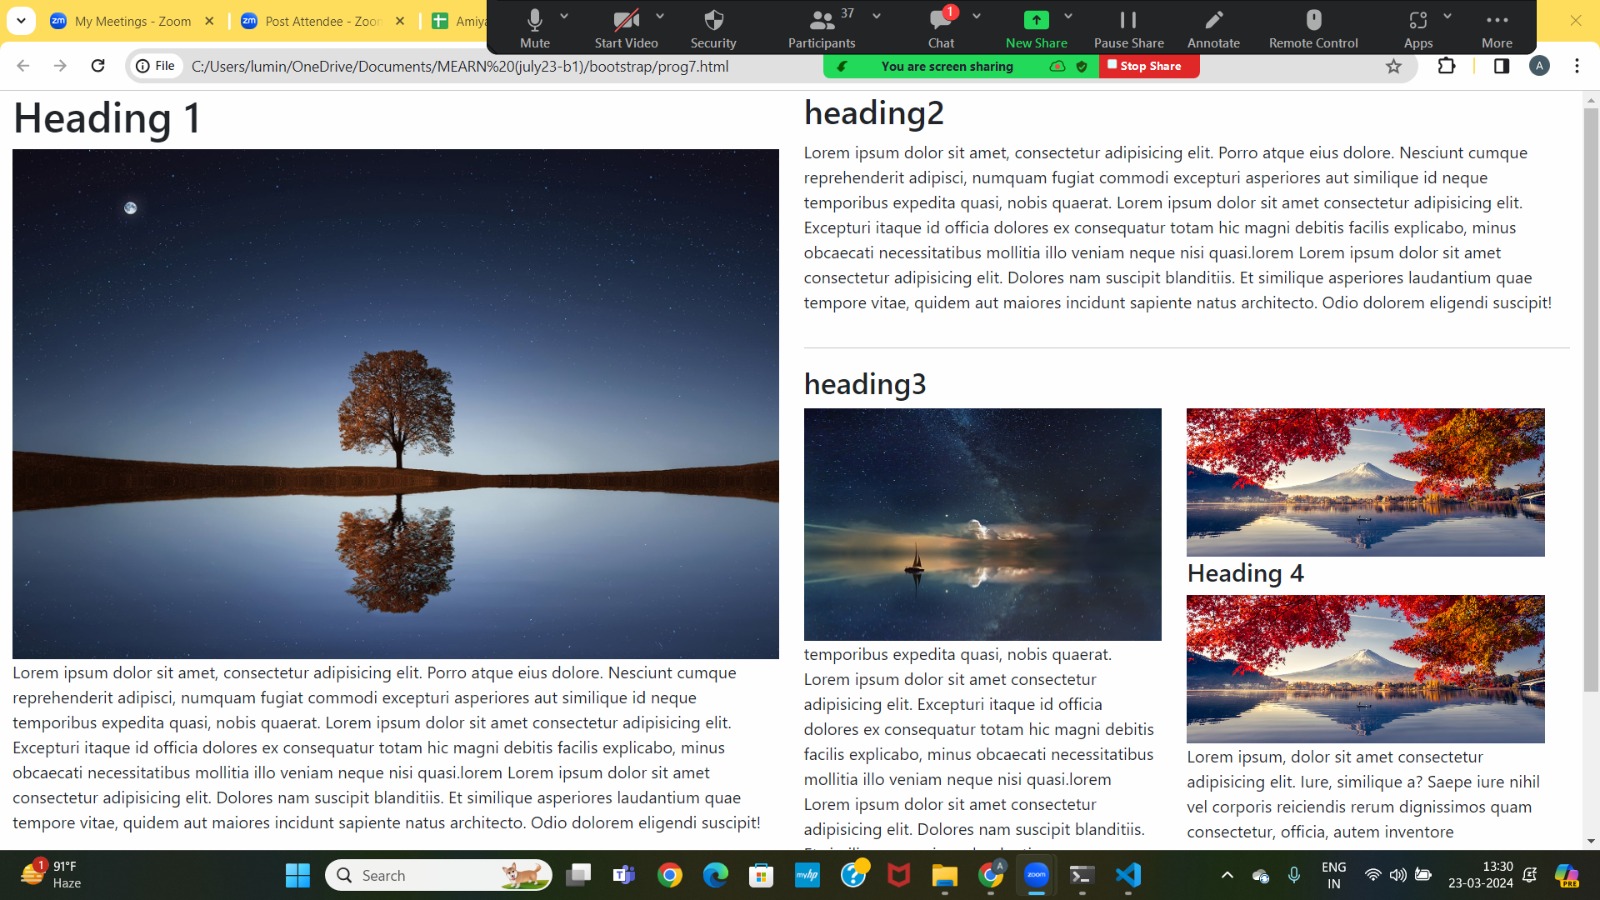 My Meetings - Zoom
Post Attendee - Zoo
Amiya
Mute
Start Video
Security
Participants
37
Chat
1
New Share
Pause Share
Annotate
Remote Control
Apps
More
File
C:/Users/lumin/OneDrive/Documents/MEARN%20(july23-b1)/bootstrap/prog7.html
You are screen sharing
Stop Share
A
Heading 1
Lorem ipsum dolor sit amet, consectetur adipisicing elit. Porro atque eius dolore. Nesciunt cumque
reprehenderit adipisci, numquam fugiat commodi excepturi asperiores aut similique id neque
temporibus expedita quasi, nobis quaerat. Lorem ipsum dolor sit amet consectetur adipisicing elit.
Excepturi itaque id officia dolores ex consequatur totam hic magni debitis facilis explicabo, minus
obcaecati necessitatibus mollitia illo veniam neque nisi quasi.lorem Lorem ipsum dolor sit amet
consectetur adipisicing elit. Dolores nam suscipit blanditiis. Et similique asperiores laudantium quae
tempore vitae, quidem aut maiores incidunt sapiente natus architecto. Odio dolorem eligendi suscipit!
heading2
Lorem ipsum dolor sit amet, consectetur adipisicing elit. Porro atque eius dolore. Nesciunt cumque
reprehenderit adipisci, numquam fugiat commodi excepturi asperiores aut similique id neque
temporibus expedita quasi, nobis quaerat. Lorem ipsum dolor sit amet consectetur adipisicing elit.
Excepturi itaque id officia dolores ex consequatur totam hic magni debitis facilis explicabo, minus
obcaecati necessitatibus mollitia illo veniam neque nisi quasi.lorem Lorem ipsum dolor sit amet
consectetur adipisicing elit. Dolores nam suscipit blanditiis. Et similique asperiores laudantium quae
tempore vitae, quidem aut maiores incidunt sapiente natus architecto. Odio dolorem eligendi suscipit!
heading3
temporibus expedita quasi, nobis quaerat.
Lorem ipsum dolor sit amet consectetur
adipisicing elit. Excepturi itaque id officia
dolores ex consequatur totam hic magni debitis
facilis explicabo, minus obcaecati necessitatibus
mollitia illo veniam neque nisi quasi.lorem
Lorem ipsum dolor sit amet consectetur
adipisicing elit. Dolores nam suscipit blanditiis.
Heading 4
Lorem ipsum, dolor sit amet consectetur
adipisicing elit. Iure, similique a? Saepe iure nihil
vel corporis reiciendis rerum dignissimos quam
consectetur, officia, autem inventore
1
91°F
Haze
Search
myhp
A
zoom
ENG
IN
13:30
23-03-2024
PRE